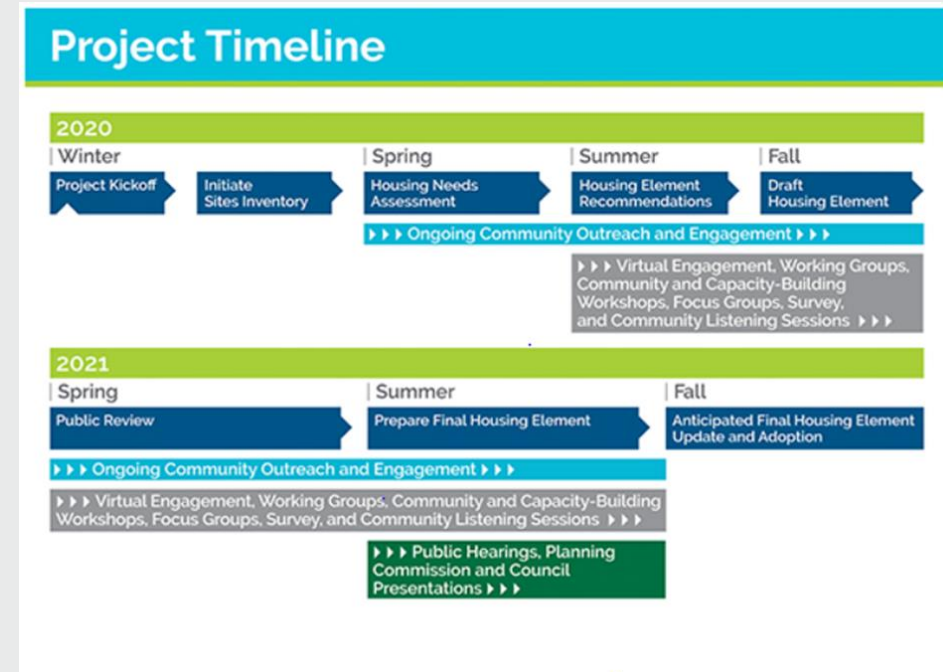 Project Timeline
2020
Winter
Spring
Summer
Fall
Project Kickoff
Initiate
Sites Inventory
Housing Needs
Assessment
Housing Element
Recommendations
Draft
Housing Element
Ongoing Community Outreach and Engagement
Virtual Engagement, Working Groups,
Community and Capacity-Building
Workshops, Focus Groups, Survey,
and Community Listening Sessions
2021
Spring
Summer
Fall
Public Review
Prepare Final Housing Element
Anticipated Final Housing Element
Update and Adoption
Ongoing Community Outreach and Engagement
Virtual Engagement, Working Groups, Community and Capacity-Building
Workshops, Focus Groups, Survey, and Community Listening Sessions
Public Hearings, Planning
Commission and Council
Presentations